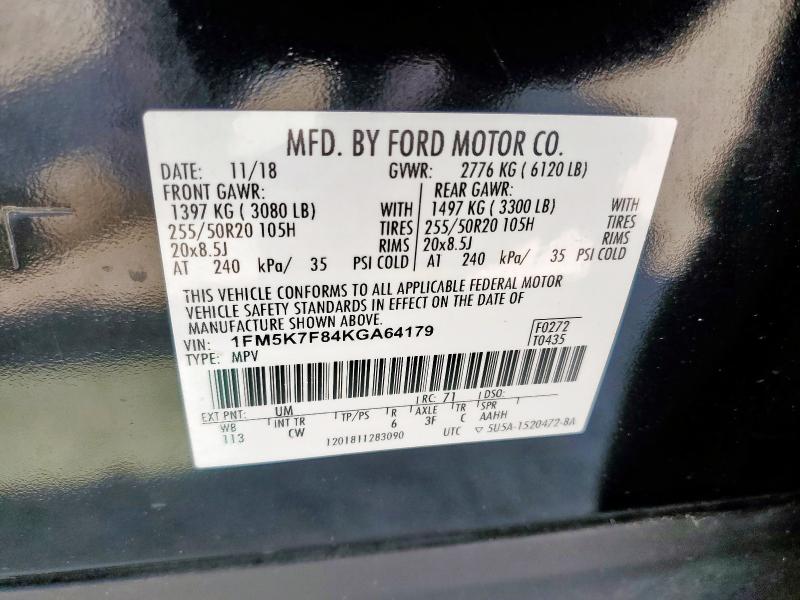 MFD. BY FORD MOTOR CO.
DATE: 11/18 GVWR: 2776 KG ( 6120 LB)
FRONT GAWR: REAR GAWR:
1397 KG ( 3080 LB) WITH 1497 KG ( 3300 LB) WITH
255/50R20 105H TIRES 255/50R20 105H TIRES
20x8.5J RIMS 20x8.5J RIMS
AT 240 kPa/ 35 PSI COLD AT 240 kPa/ 35 PSI COLD
THIS VEHICLE CONFORMS TO ALL APPLICABLE FEDERAL MOTOR
VEHICLE SAFETY STANDARDS IN EFFECT ON THE DATE OF
MANUFACTURE SHOWN ABOVE.
VIN: 1FM5K7F84KGA64179 F0272
TYPE: MPV T0435
EXT PNT: UM RC: 71 DSO:
WB INT TR TP/PS R AXLE TR SPR
113 CW 6 3F C AAHH
1201811283090 UTC ▽ 5U5A-1520472-8A